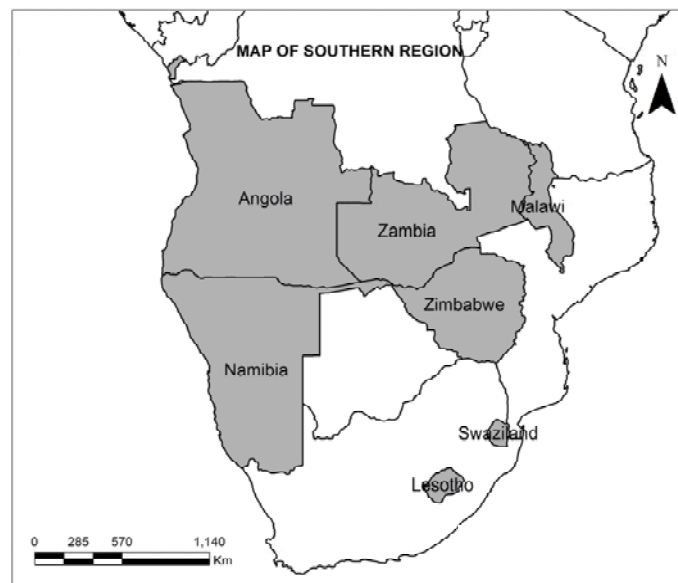 MAP OF SOUTHERN REGION
N
Angola
Malawi
Zambia
Zimbabwe
Namibia
Swaziland
Lesotho
0 285 570 1,140
Km